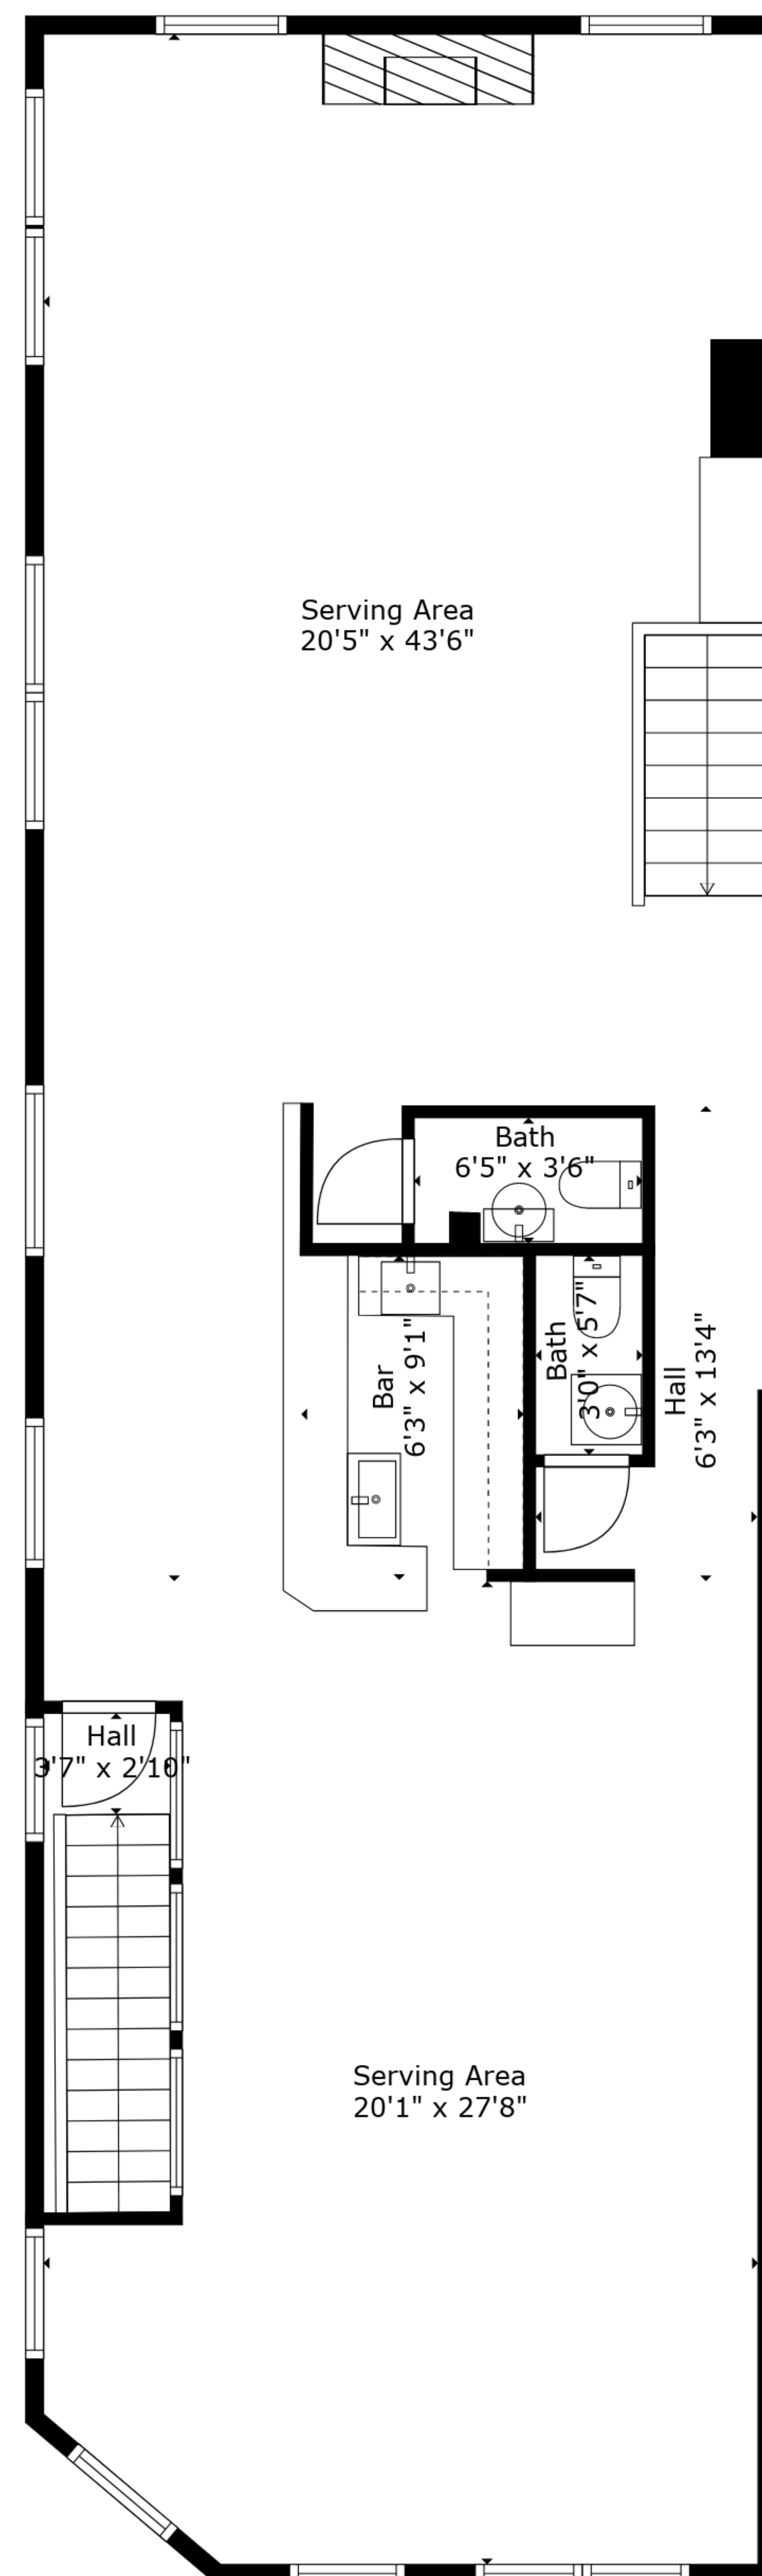 Serving Area
20'5" x 43'6"
Bath
6'5" x 3'6"
Bar
6'3" x 9'1"
Bath
3'0" x 5'7"
Hall
6'3" x 13'4"
Hall
3'7" x 2'10"
Serving Area
20'1" x 27'8"